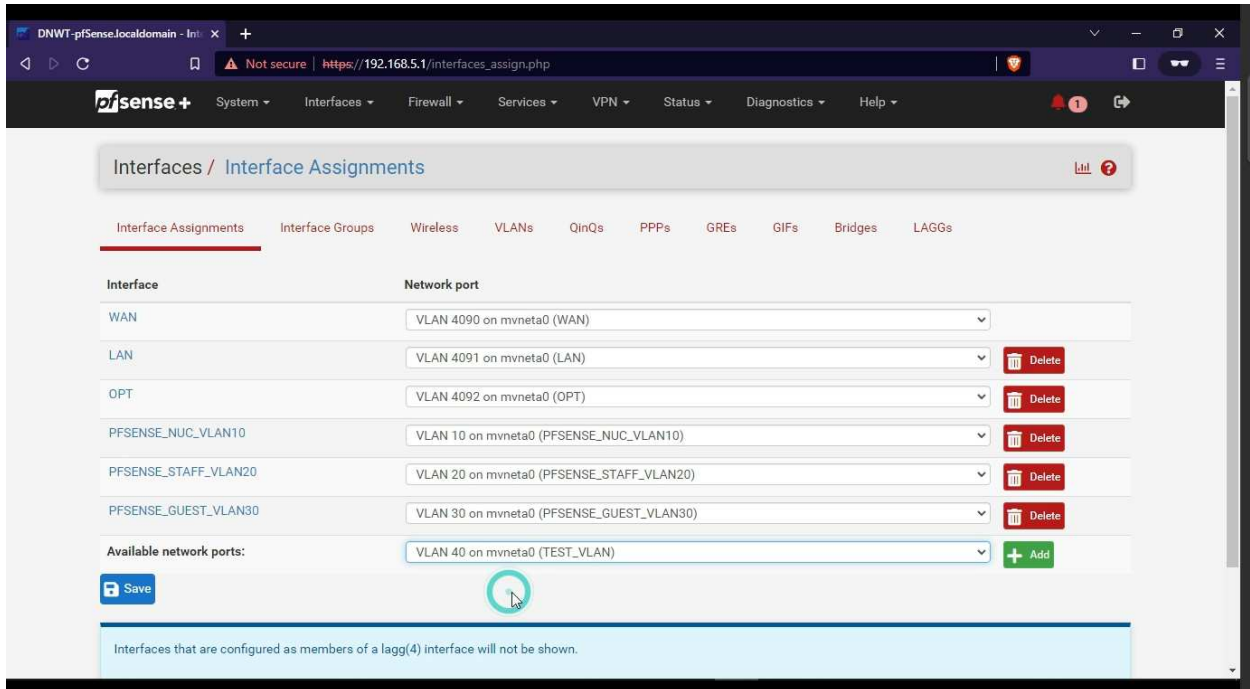 DNWT-pfSense.localdomain - Int
Not secure https://192.168.5.1/interfaces_assign.php
pfsense + System Interfaces Firewall Services VPN Status Diagnostics Help 1
Interfaces / Interface Assignments
Interface Assignments Interface Groups Wireless VLANs QinQs PPPs GREs GIFs Bridges LAGGs
Interface Network port
WAN VLAN 4090 on mvneta0 (WAN)
LAN VLAN 4091 on mvneta0 (LAN) Delete
OPT VLAN 4092 on mvneta0 (OPT) Delete
PFSENSE_NUC_VLAN10 VLAN 10 on mvneta0 (PFSENSE_NUC_VLAN10) Delete
PFSENSE_STAFF_VLAN20 VLAN 20 on mvneta0 (PFSENSE_STAFF_VLAN20) Delete
PFSENSE_GUEST_VLAN30 VLAN 30 on mvneta0 (PFSENSE_GUEST_VLAN30) Delete
Available network ports: VLAN 40 on mvneta0 (TEST_VLAN) Add
Save
Interfaces that are configured as members of a lagg(4) interface will not be shown.